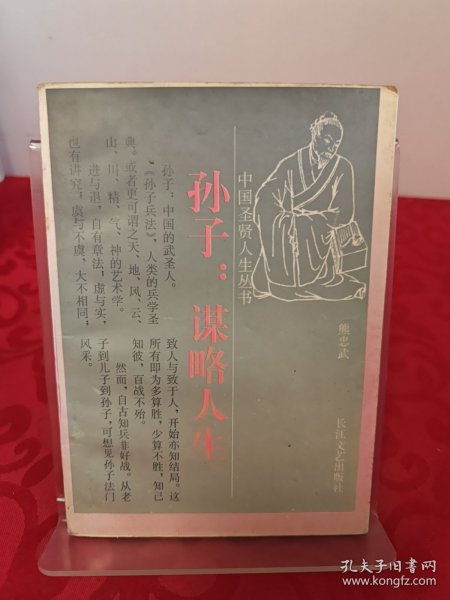 中国圣贤人生丛书
孙子：谋略人生
熊忠武
长江文艺出版社
孙子：中国的武圣人。
《孙子兵法》，人类的兵学圣
典。或者更可谓之天、地、风、云、
山、川、精、气、神的艺术学。
进与退，自有章法，虚与实，
也有讲究，虞与不虞，大不相同，
致人与致于人，开始亦知结局。这
所有即为多算胜，少算不胜，知己
知彼，百战不殆。
然而，自古知兵非好战。从老
子到儿子到孙子，可想见孙子法门
风采。
孔夫子旧书网
www.kongfz.com